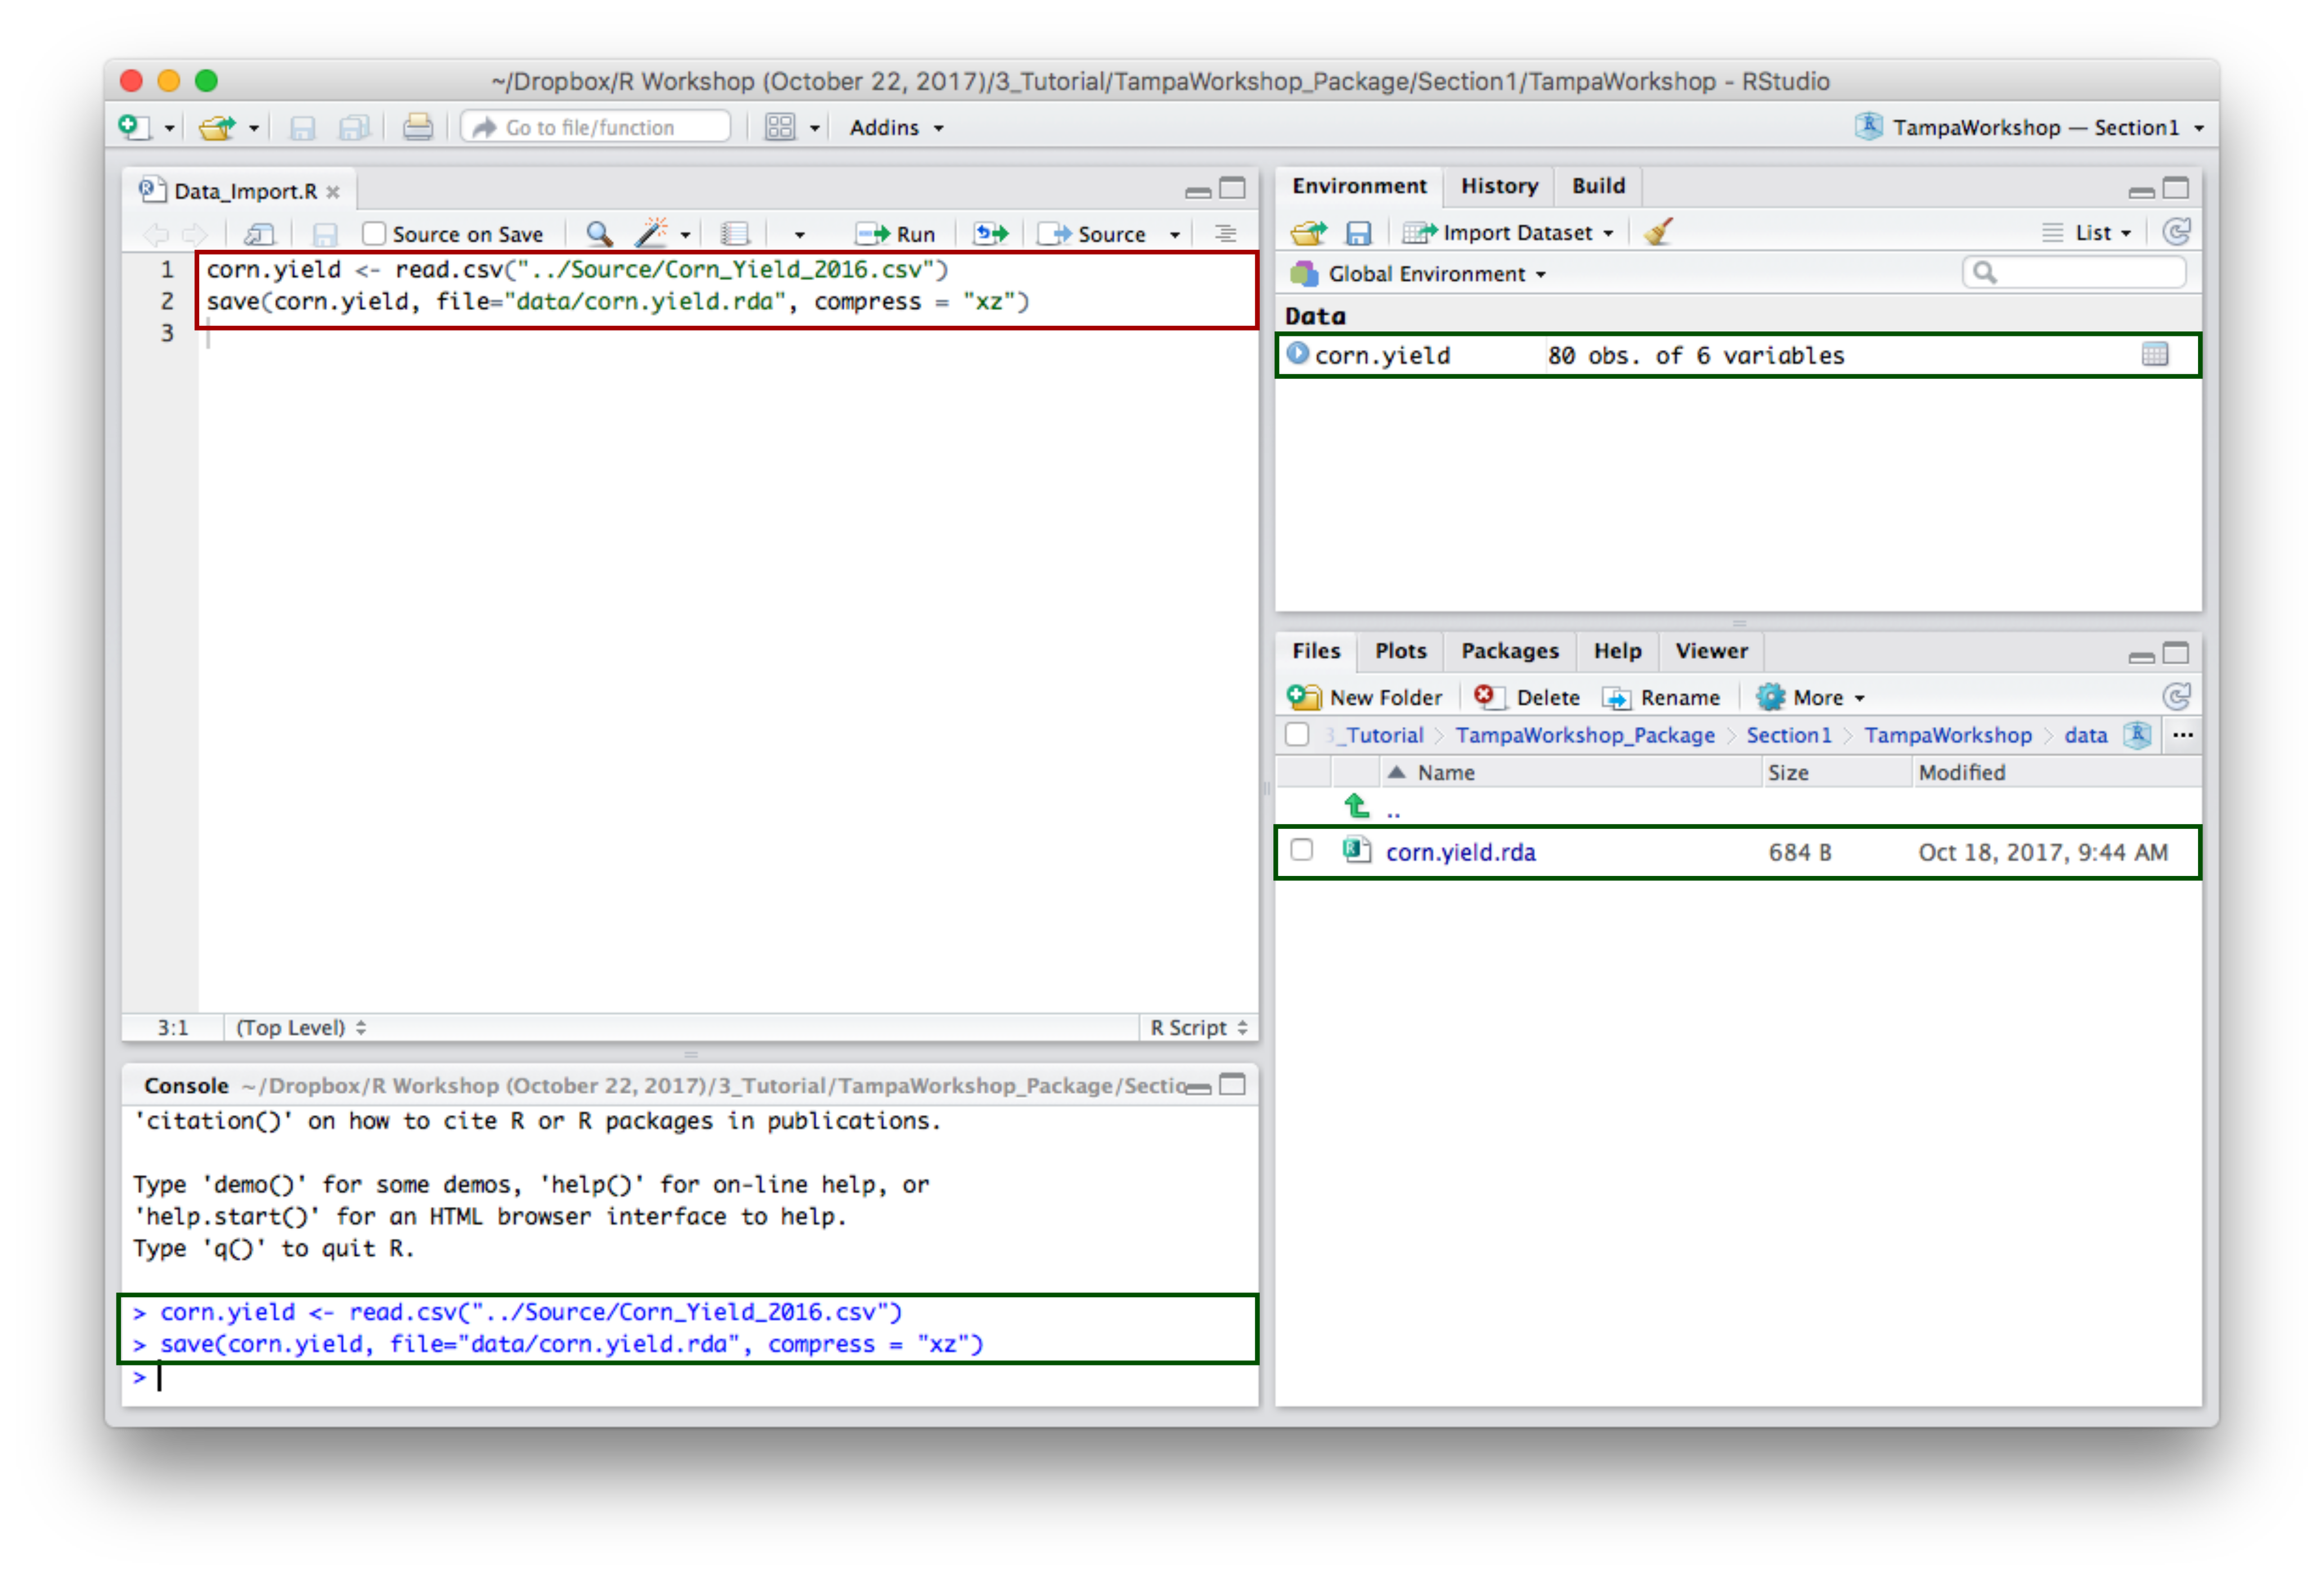 ~/Dropbox/R Workshop (October 22, 2017)/3_Tutorial/TampaWorkshop_Package/Section1/TampaWorkshop - RStudio
Go to file/function
Addins
TampaWorkshop — Section1
Data_Import.R
Source on Save
Run
Source
1 corn.yield <- read.csv("../Source/Corn_Yield_2016.csv")
2 save(corn.yield, file="data/corn.yield.rda", compress = "xz")
3
3:1 (Top Level) R Script
Console ~/Dropbox/R Workshop (October 22, 2017)/3_Tutorial/TampaWorkshop_Package/Sectio
'citation()' on how to cite R or R packages in publications.
Type 'demo()' for some demos, 'help()' for on-line help, or
'help.start()' for an HTML browser interface to help.
Type 'q()' to quit R.
> corn.yield <- read.csv("../Source/Corn_Yield_2016.csv")
> save(corn.yield, file="data/corn.yield.rda", compress = "xz")
>
Environment History Build
Import Dataset List
Global Environment
Data
corn.yield 80 obs. of 6 variables
Files Plots Packages Help Viewer
New Folder Delete Rename More
3_Tutorial TampaWorkshop_Package Section1 TampaWorkshop data ...
Name Size Modified
..
corn.yield.rda 684 B Oct 18, 2017, 9:44 AM